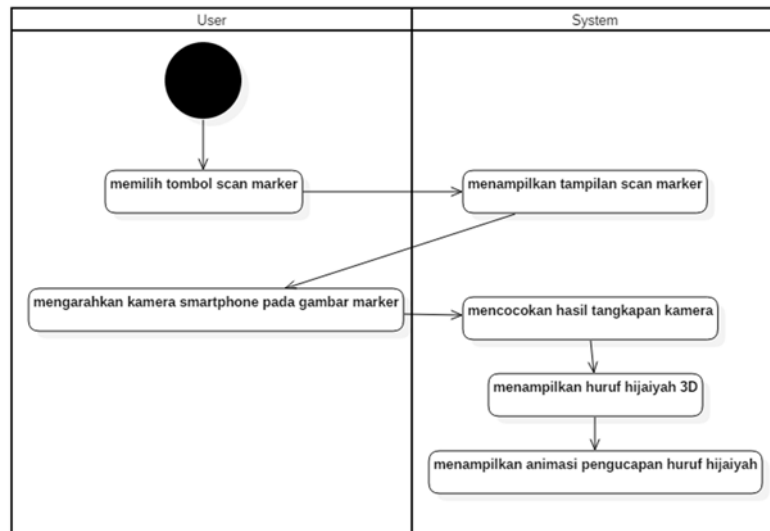 User
System
memilih tombol scan marker
menampilkan tampilan scan marker
mengarahkan kamera smartphone pada gambar marker
mencocokan hasil tangkapan kamera
menampilkan huruf hijaiyah 3D
menampilkan animasi pengucapan huruf hijaiyah